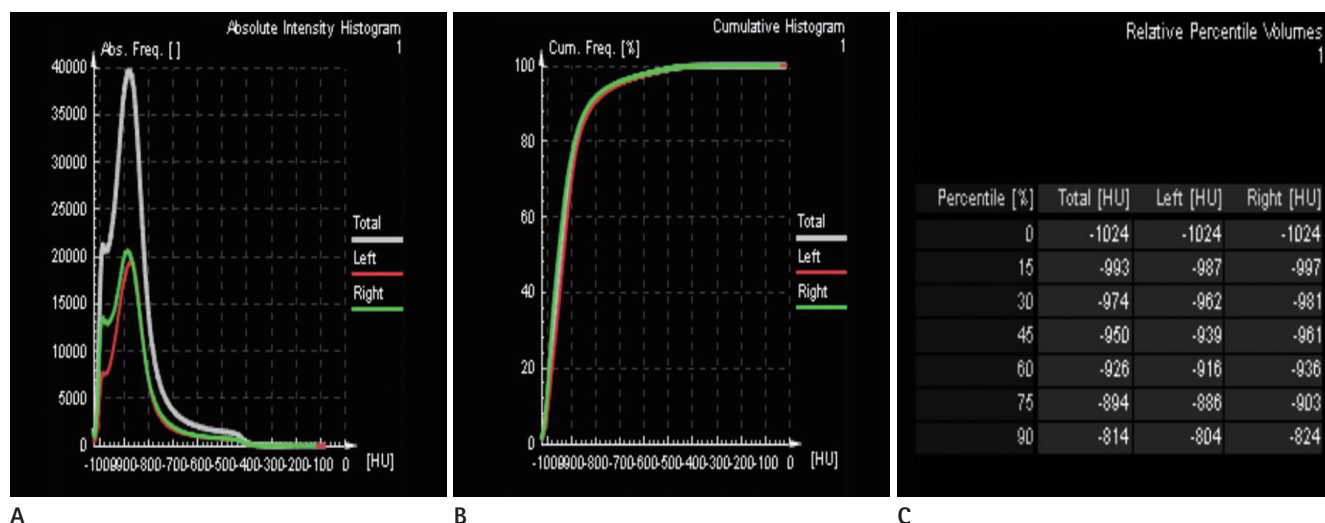 Absolute Intensity Histogram
1
Abs. Freq. [ ]
40000
35000
30000
25000
20000
15000
10000
5000
0
Total
Left
Right
-1000-900-800-700-600-500-400-300-200-100 0 [HU]
A
Cumulative Histogram
1
Cum. Freq. [%]
100
80
60
40
20
0
Total
Left
Right
-1000-900-800-700-600-500-400-300-200-100 0 [HU]
B
Relative Percentile Volumes
1
Percentile [%] Total [HU] Left [HU] Right [HU]
0 -1024 -1024 -1024
15 -993 -987 -997
30 -974 -962 -981
45 -950 -939 -961
60 -926 -916 -936
75 -894 -886 -903
90 -814 -804 -824
C